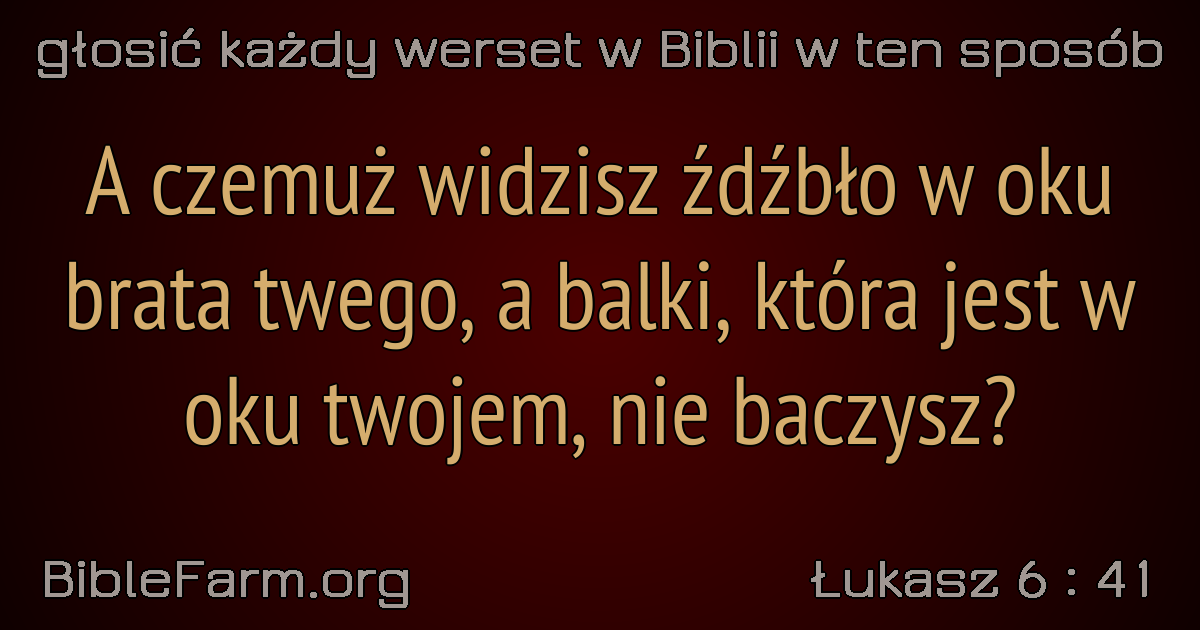 głosić każdy werset w Biblii w ten sposób
A czemuż widzisz źdźbło w oku
brata twego, a balki, która jest w
oku twojem, nie baczysz?
BibleFarm.org
Łukasz 6 : 41